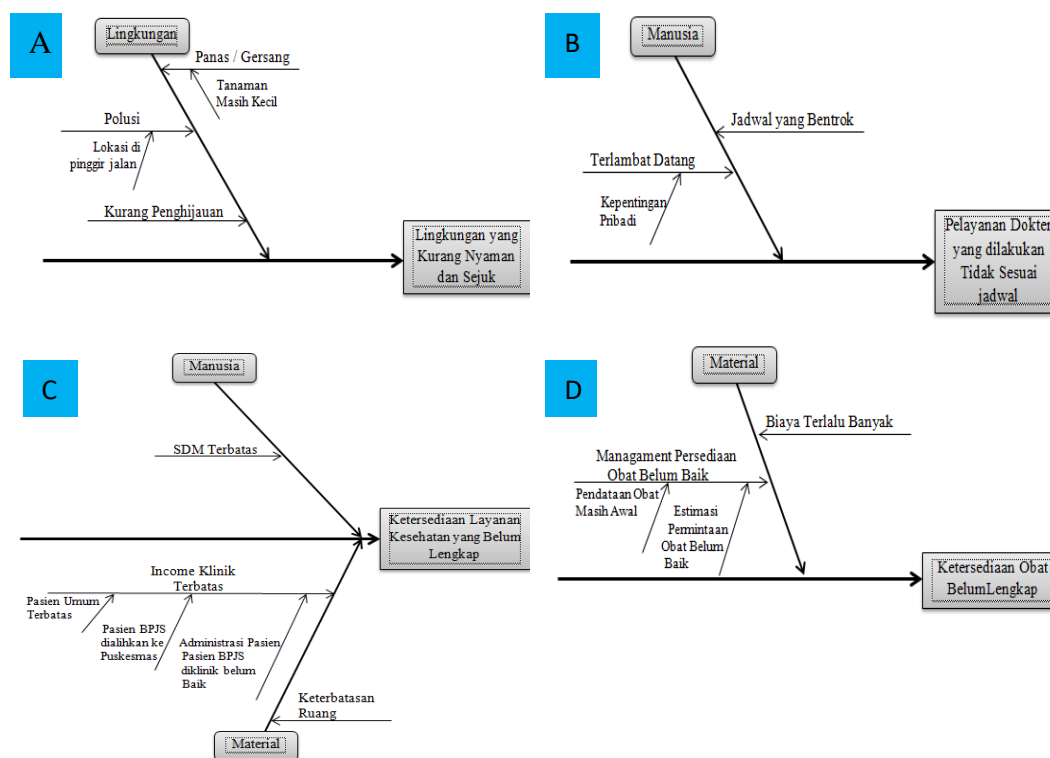 A
Lingkungan
Panas / Gersang
Tanaman
Masih Kecil
Polusi
Lokasi di
pinggir jalan
Kurang Penghijauan
Lingkungan yang
Kurang Nyaman
dan Sejuk
B
Manusia
Jadwal yang Bentrok
Terlambat Datang
Kepentingan
Pribadi
Pelayanan Dokter
yang dilakukan
Tidak Sesuai
jadwal
C
Manusia
SDM Terbatas
Ketersediaan Layanan
Kesehatan yang Belum
Lengkap
Income Klinik
Terbatas
Pasien Umum
Terbatas
Pasien BPJS
dialihkan ke
Puskesmas
Administrasi Pasien
Pasien BPJS
diklinik belum
Baik
Keterbatasan
Ruang
Material
D
Material
Biaya Terlalu Banyak
Managament Persediaan
Obat Belum Baik
Pendataan Obat
Masih Awal
Estimasi
Permintaan
Obat Belum
Baik
Ketersediaan Obat
BelumLengkap